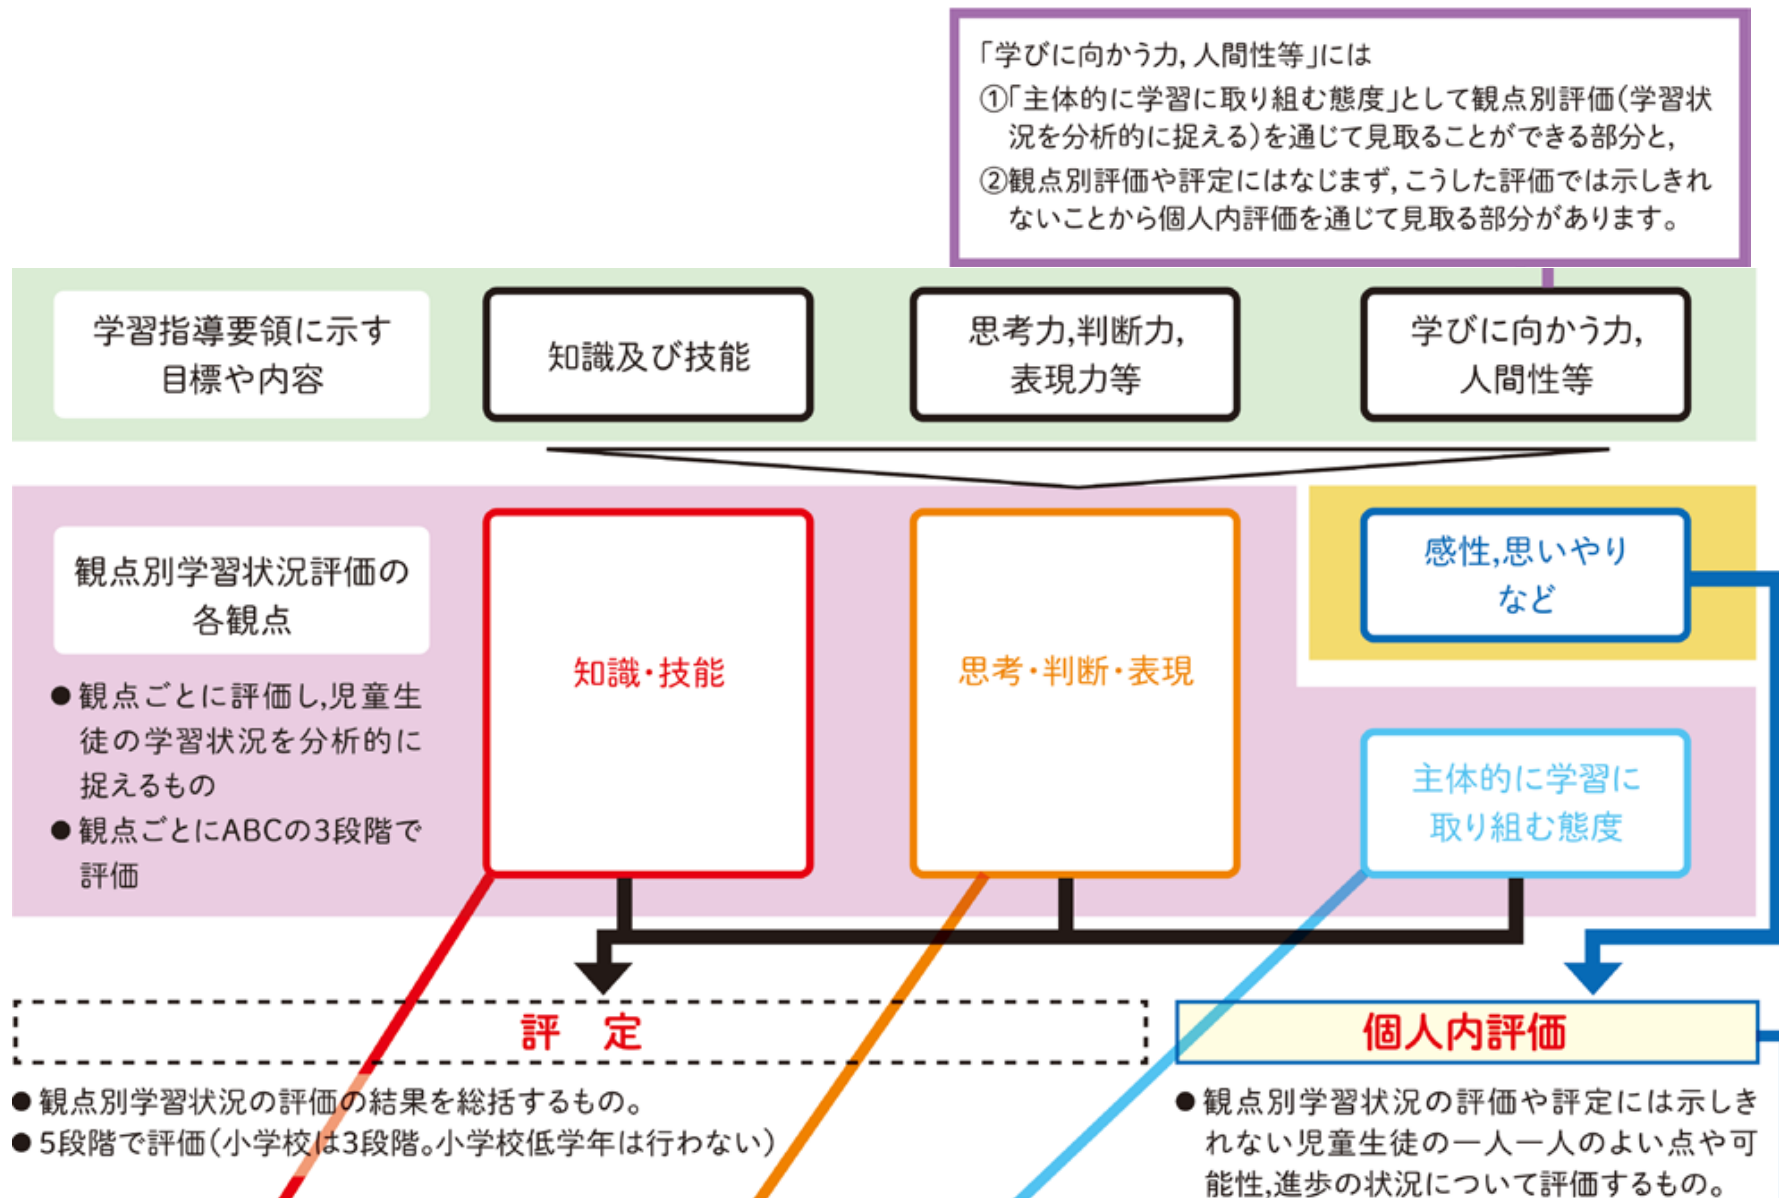 「学びに向かう力,人間性等」には
①「主体的に学習に取り組む態度」として観点別評価(学習状
況を分析的に捉える)を通じて見取ることができる部分と,
②観点別評価や評定にはなじまず,こうした評価では示しきれ
ないことから個人内評価を通じて見取る部分があります。
学習指導要領に示す
目標や内容
知識及び技能
思考力,判断力,
表現力等
学びに向かう力,
人間性等
観点別学習状況評価の
各観点
●観点ごとに評価し,児童生
徒の学習状況を分析的に
捉えるもの
●観点ごとにABCの3段階で
評価
知識・技能
思考・判断・表現
感性,思いやり
など
主体的に学習に
取り組む態度
評 定
●観点別学習状況の評価の結果を総括するもの。
●5段階で評価(小学校は3段階。小学校低学年は行わない)
個人内評価
●観点別学習状況の評価や評定には示しき
れない児童生徒の一人一人のよい点や可
能性,進歩の状況について評価するもの。